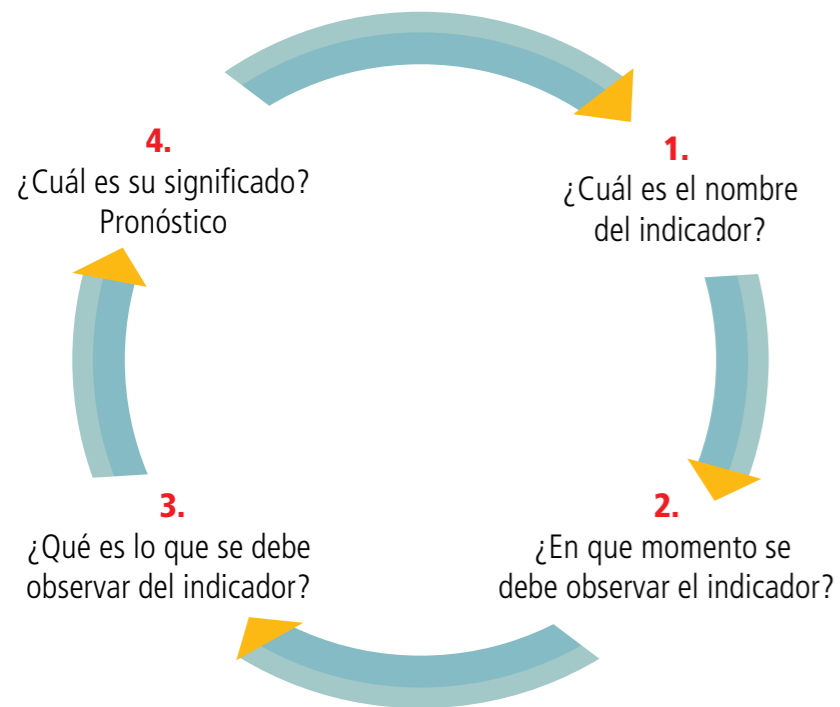 1.
¿Cuál es el nombre
del indicador?
2.
¿En que momento se
debe observar el indicador?
3.
¿Qué es lo que se debe
observar del indicador?
4.
¿Cuál es su significado?
Pronóstico